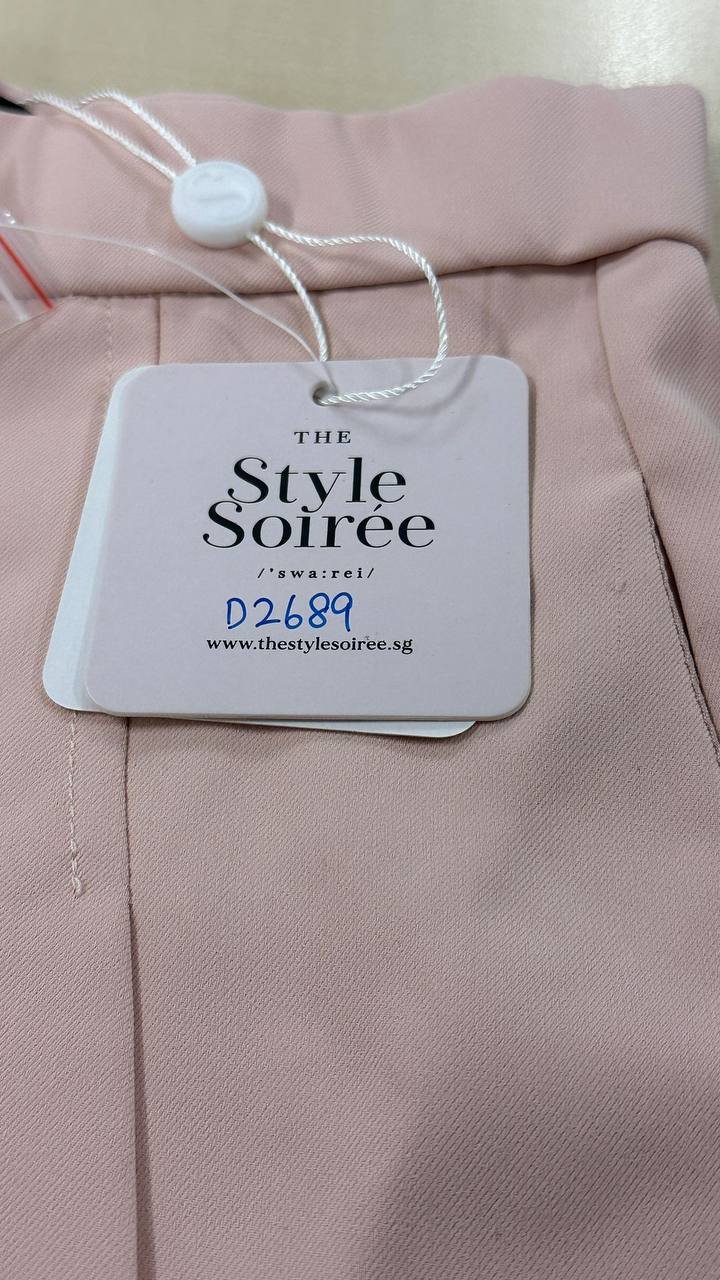 THE
Style
Soirée
/'swa:rei/
D2689
www.thestylesoiree.sg